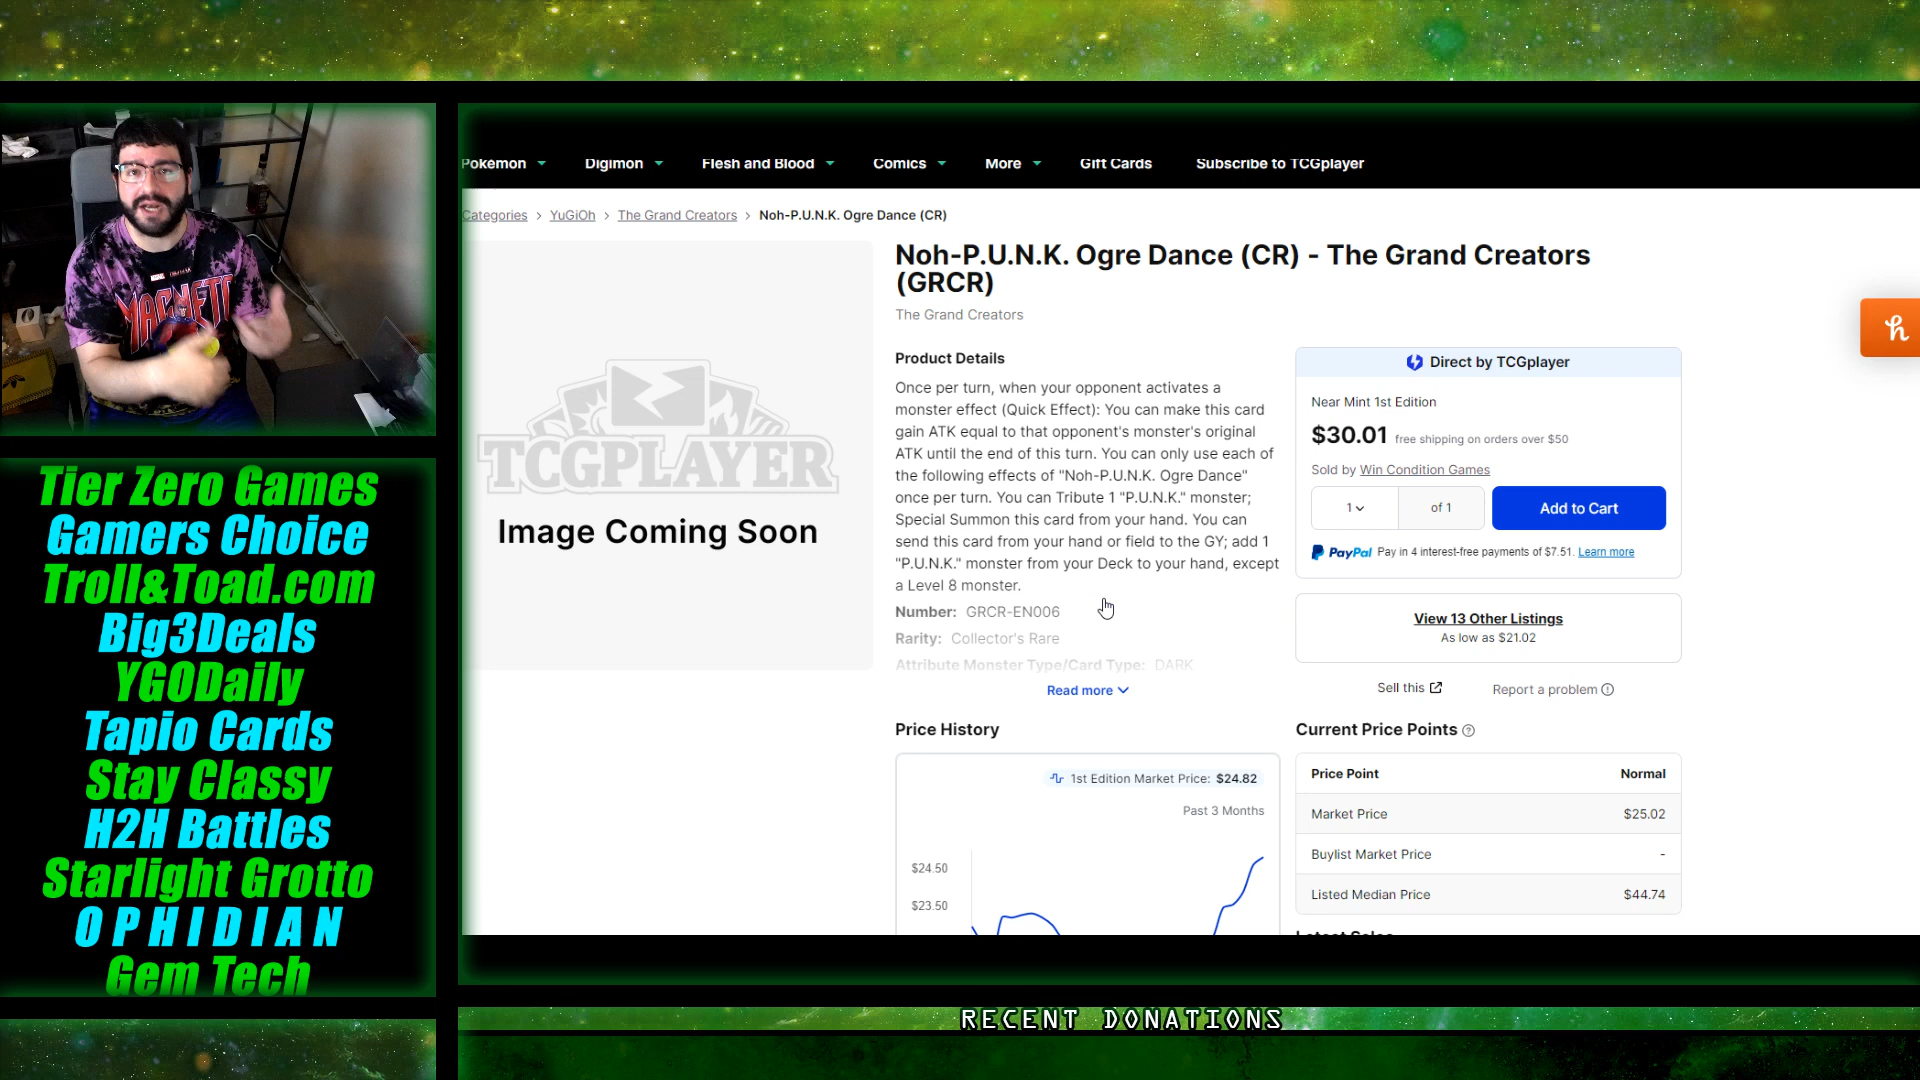 Pokemon
Digimon
Flesh and Blood
Comics
More
Gift Cards
Subscribe to TCGplayer
Categories > YuGiOh > The Grand Creators > Noh-P.U.N.K. Ogre Dance (CR)
TCGPLAYER
Image Coming Soon
Noh-P.U.N.K. Ogre Dance (CR) - The Grand Creators
(GRCR)
The Grand Creators
Product Details
Once per turn, when your opponent activates a
monster effect (Quick Effect): You can make this card
gain ATK equal to that opponent's monster's original
ATK until the end of this turn. You can only use each of
the following effects of "Noh-P.U.N.K. Ogre Dance"
once per turn. You can Tribute 1 "P.U.N.K." monster;
Special Summon this card from your hand. You can
send this card from your hand or field to the GY; add 1
"P.U.N.K." monster from your Deck to your hand, except
a Level 8 monster.
Number: GRCR-EN006
Rarity: Collector's Rare
Attribute Monster Type/Card Type: DARK
Read more
Direct by TCGplayer
Near Mint 1st Edition
$30.01 free shipping on orders over $50
Sold by Win Condition Games
1
of 1
Add to Cart
PayPal Pay in 4 interest-free payments of $7.51. Learn more
View 13 Other Listings
As low as $21.02
Sell this
Report a problem
Price History
1st Edition Market Price: $24.82
Past 3 Months
$24.50
$23.50
Current Price Points
Price Point Normal
Market Price $25.02
Buylist Market Price -
Listed Median Price $44.74
Latest Sales
MAGNETO
Tier Zero Games
Gamers Choice
Troll&Toad.com
Big3Deals
YGODaily
Tapio Cards
Stay Classy
H2H Battles
Starlight Grotto
OPHIDIAN
Gem Tech
RECENT DONATIONS